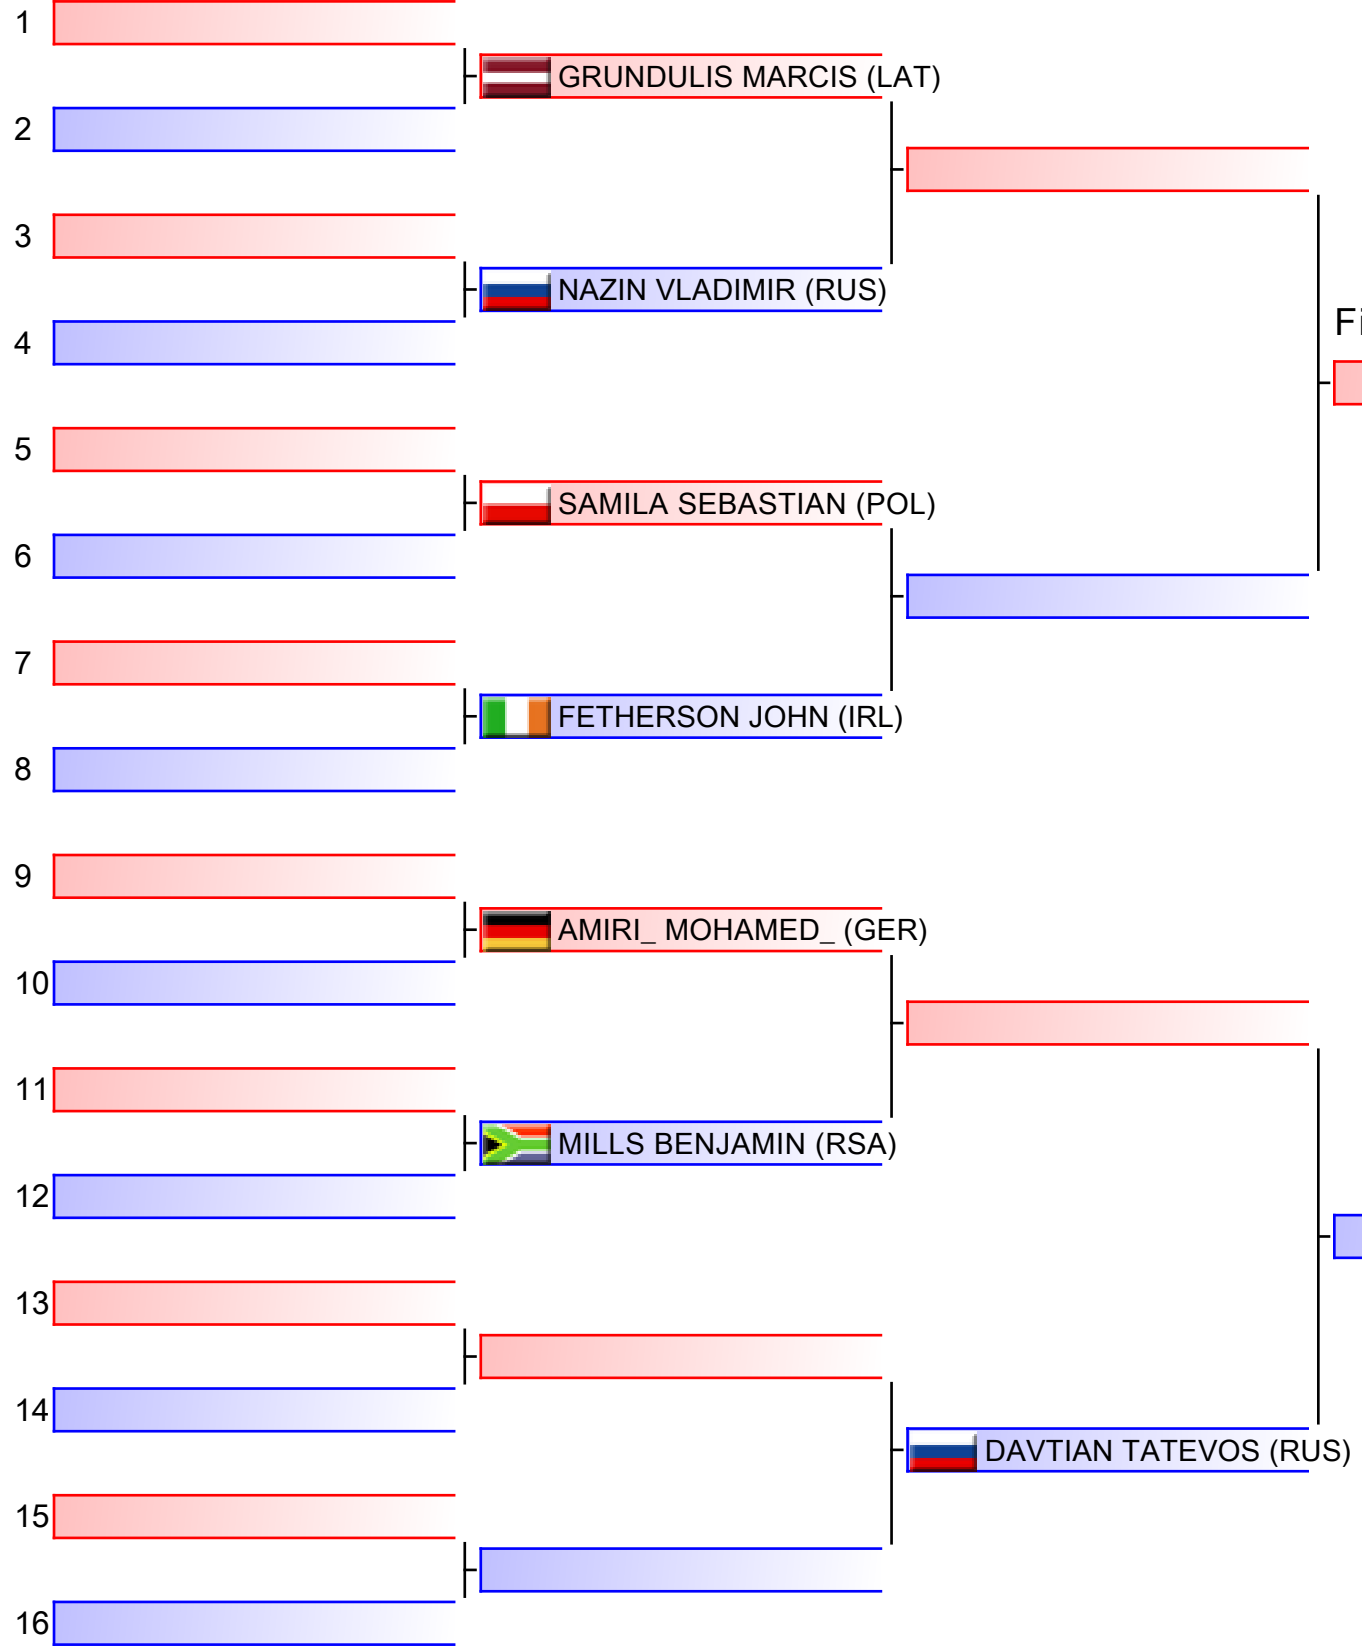 1
GRUNDULIS MARCIS (LAT)
2
3
NAZIN VLADIMIR (RUS)
4
Fi
5
SAMILA SEBASTIAN (POL)
6
7
FETHERSON JOHN (IRL)
8
9
AMIRI_ MOHAMED_ (GER)
10
11
MILLS BENJAMIN (RSA)
12
13
14
DAVTIAN TATEVOS (RUS)
15
16